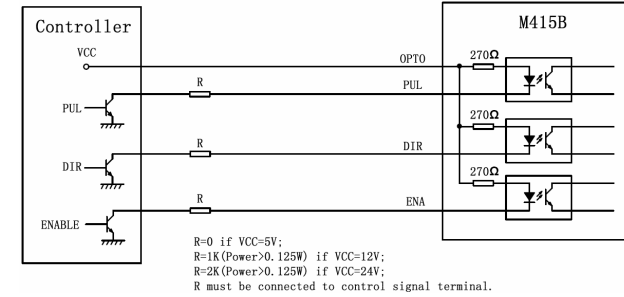 Controller
M415B
VCC
OPTO
270Ω
R
PUL
PUL
270Ω
R
DIR
DIR
270Ω
R
ENA
ENABLE
R=0 if VCC=5V;
R=1K(Power>0.125W) if VCC=12V;
R=2K(Power>0.125W) if VCC=24V;
R must be connected to control signal terminal.